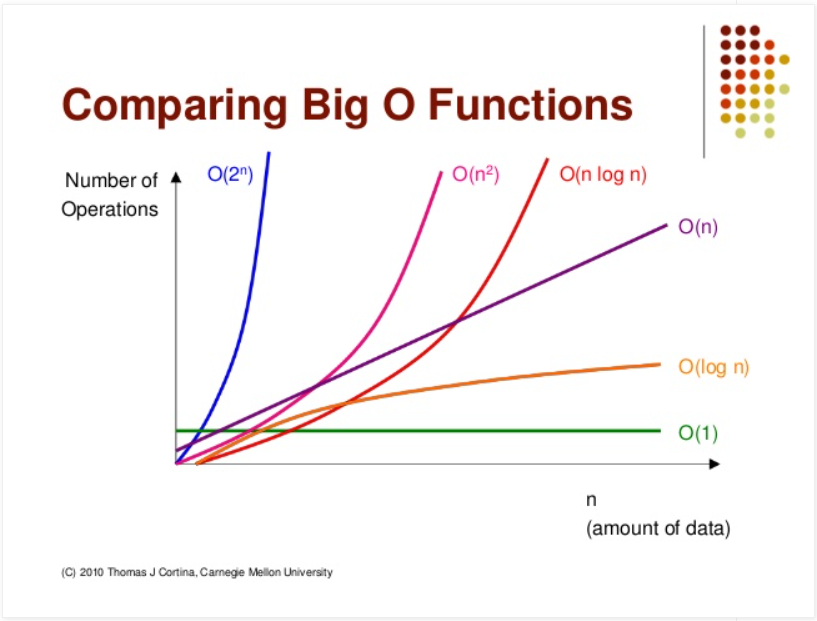 Comparing Big O Functions
Number of
Operations
O(2ⁿ)
O(n²)
O(n log n)
O(n)
O(log n)
O(1)
n
(amount of data)
(C) 2010 Thomas J Cortina, Carnegie Mellon University